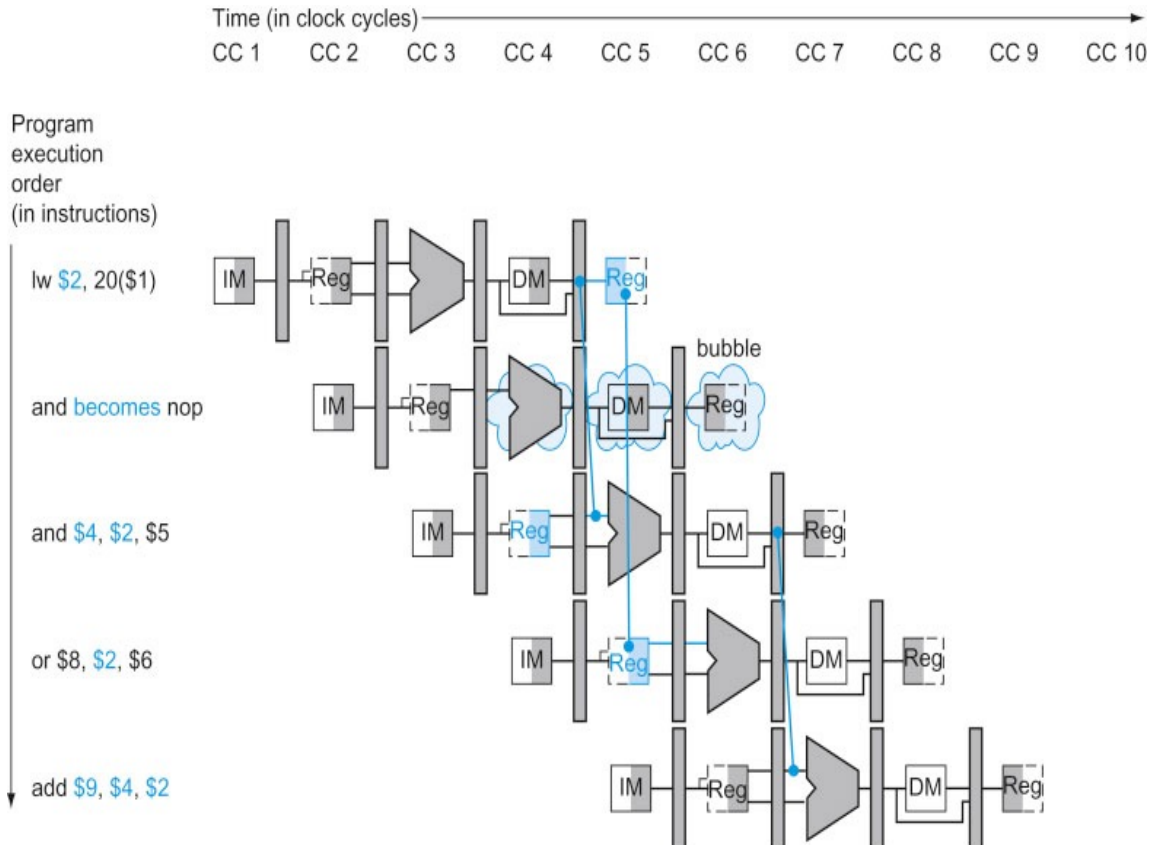 Time (in clock cycles)
CC 1 CC 2 CC 3 CC 4 CC 5 CC 6 CC 7 CC 8 CC 9 CC 10
Program
execution
order
(in instructions)
lw $2, 20($1)
IM Reg DM Reg
bubble
and becomes nop
IM Reg DM Reg
and $4, $2, $5
IM Reg DM Reg
or $8, $2, $6
IM Reg DM Reg
add $9, $4, $2
IM Reg DM Reg